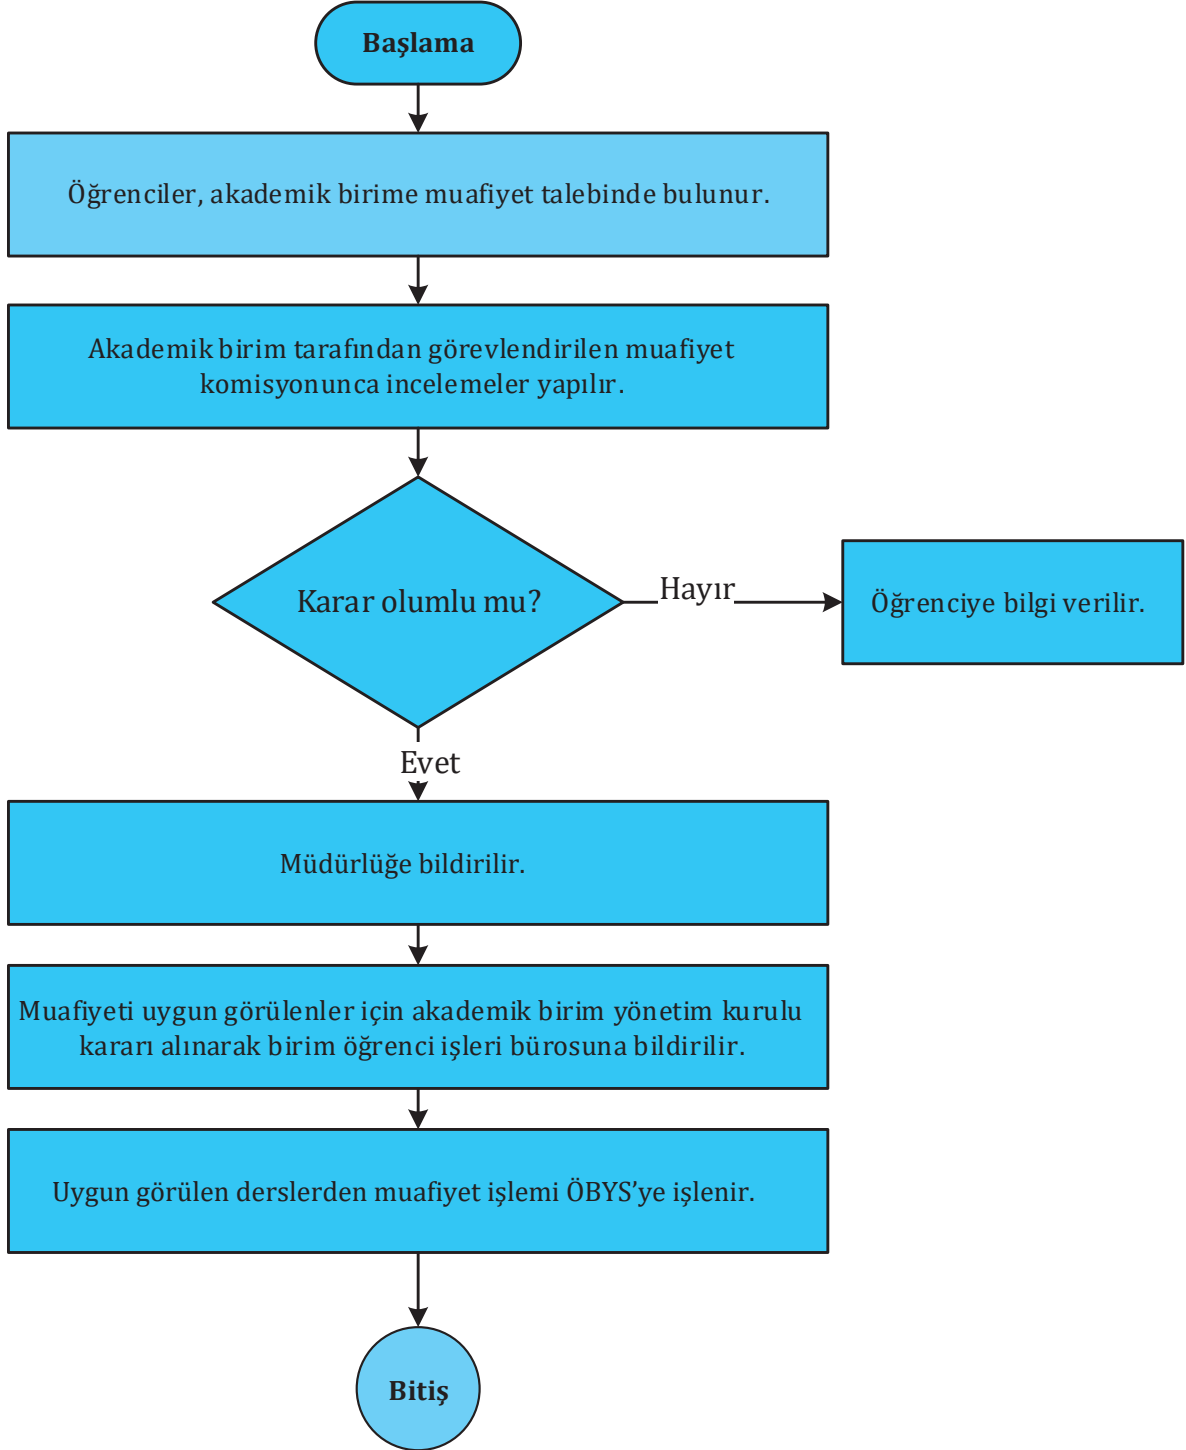 Başlama
Öğrenciler, akademik birime muafiyet talebinde bulunur.
Akademik birim tarafından görevlendirilen muafiyet
komisyonunca incelemeler yapılır.
Karar olumlu mu?
Hayır
Öğrenciye bilgi verilir.
Evet
Müdürlüğe bildirilir.
Muafiyeti uygun görülenler için akademik birim yönetim kurulu
kararı alınarak birim öğrenci işleri bürosuna bildirilir.
Uygun görülen derslerden muafiyet işlemi ÖBYS’ye işlenir.
Bitiş